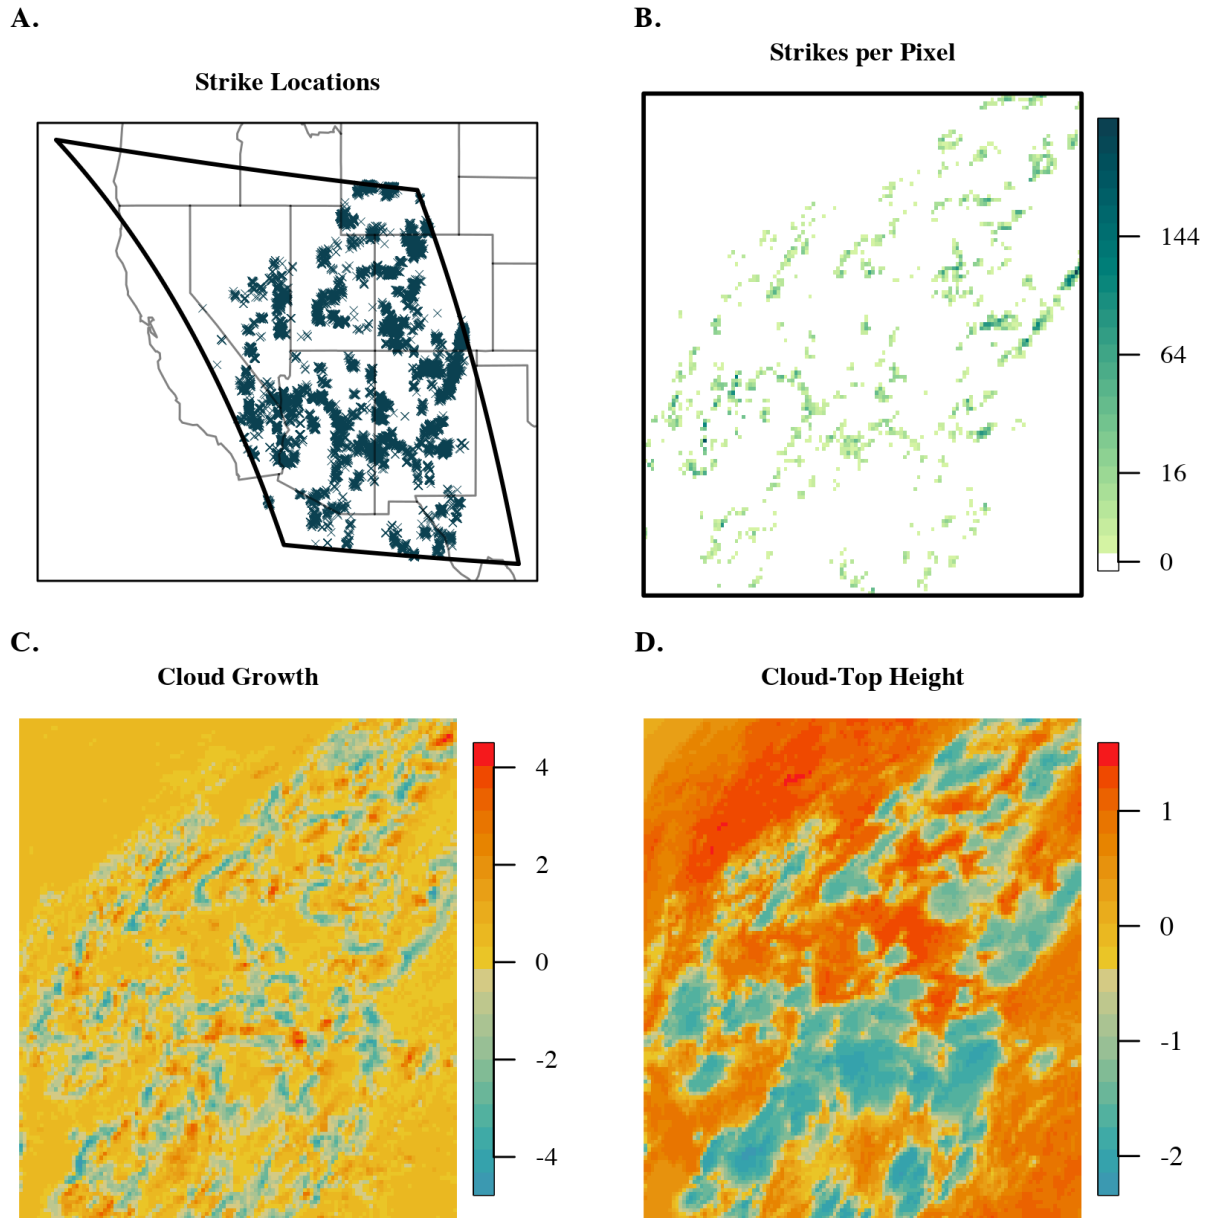 A.
B.
Strike Locations
Strikes per Pixel
144
64
16
0
C.
D.
Cloud Growth
Cloud-Top Height
4
2
0
-2
-4
1
0
-1
-2